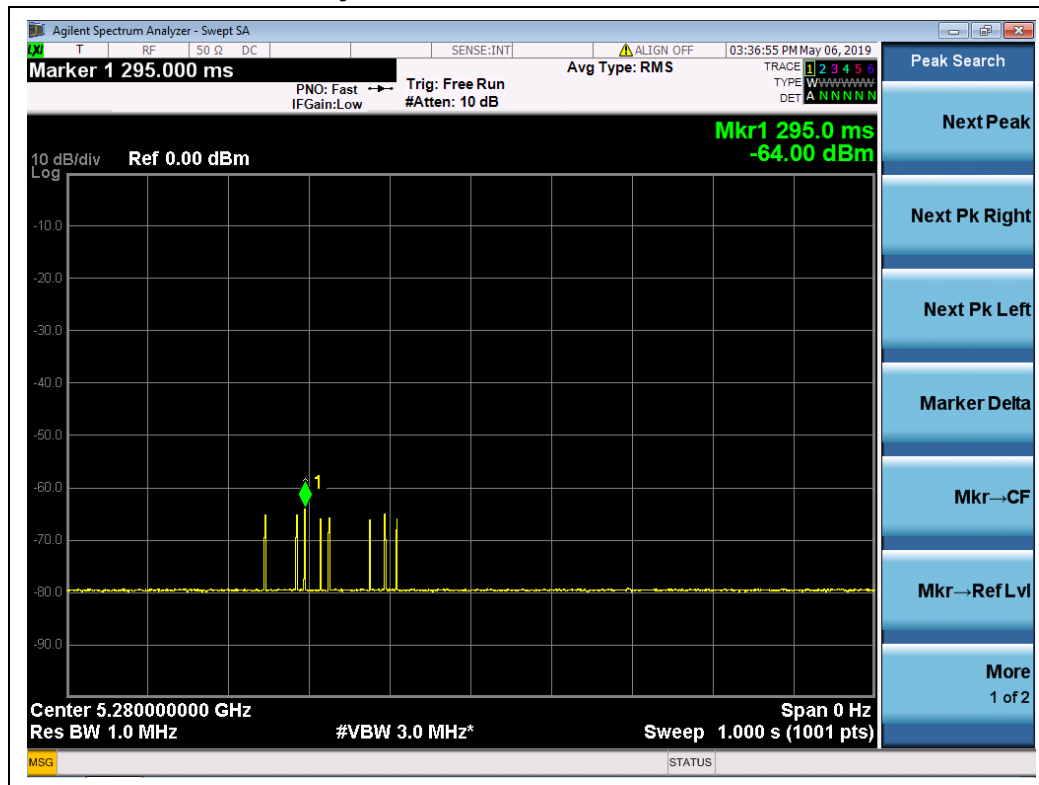 Agilent Spectrum Analyzer - Swept SA
LXI T RF 50 Ω DC SENSE:INT ALIGN OFF 03:36:55 PM May 06, 2019
Marker 1 295.000 ms
PNO: Fast
IFGain:Low
Trig: Free Run
#Atten: 10 dB
Avg Type: RMS
TRACE 1 2 3 4 5 6
TYPE WWWWWW
DET A N N N N N
Mkr1 295.0 ms
-64.00 dBm
10 dB/div Ref 0.00 dBm
Log
-10.0
-20.0
-30.0
-40.0
-50.0
-60.0
-70.0
-80.0
-90.0
1
Center 5.280000000 GHz Span 0 Hz
Res BW 1.0 MHz #VBW 3.0 MHz* Sweep 1.000 s (1001 pts)
MSG STATUS
Peak Search
Next Peak
Next Pk Right
Next Pk Left
Marker Delta
Mkr→CF
Mkr→Ref Lvl
More
1 of 2